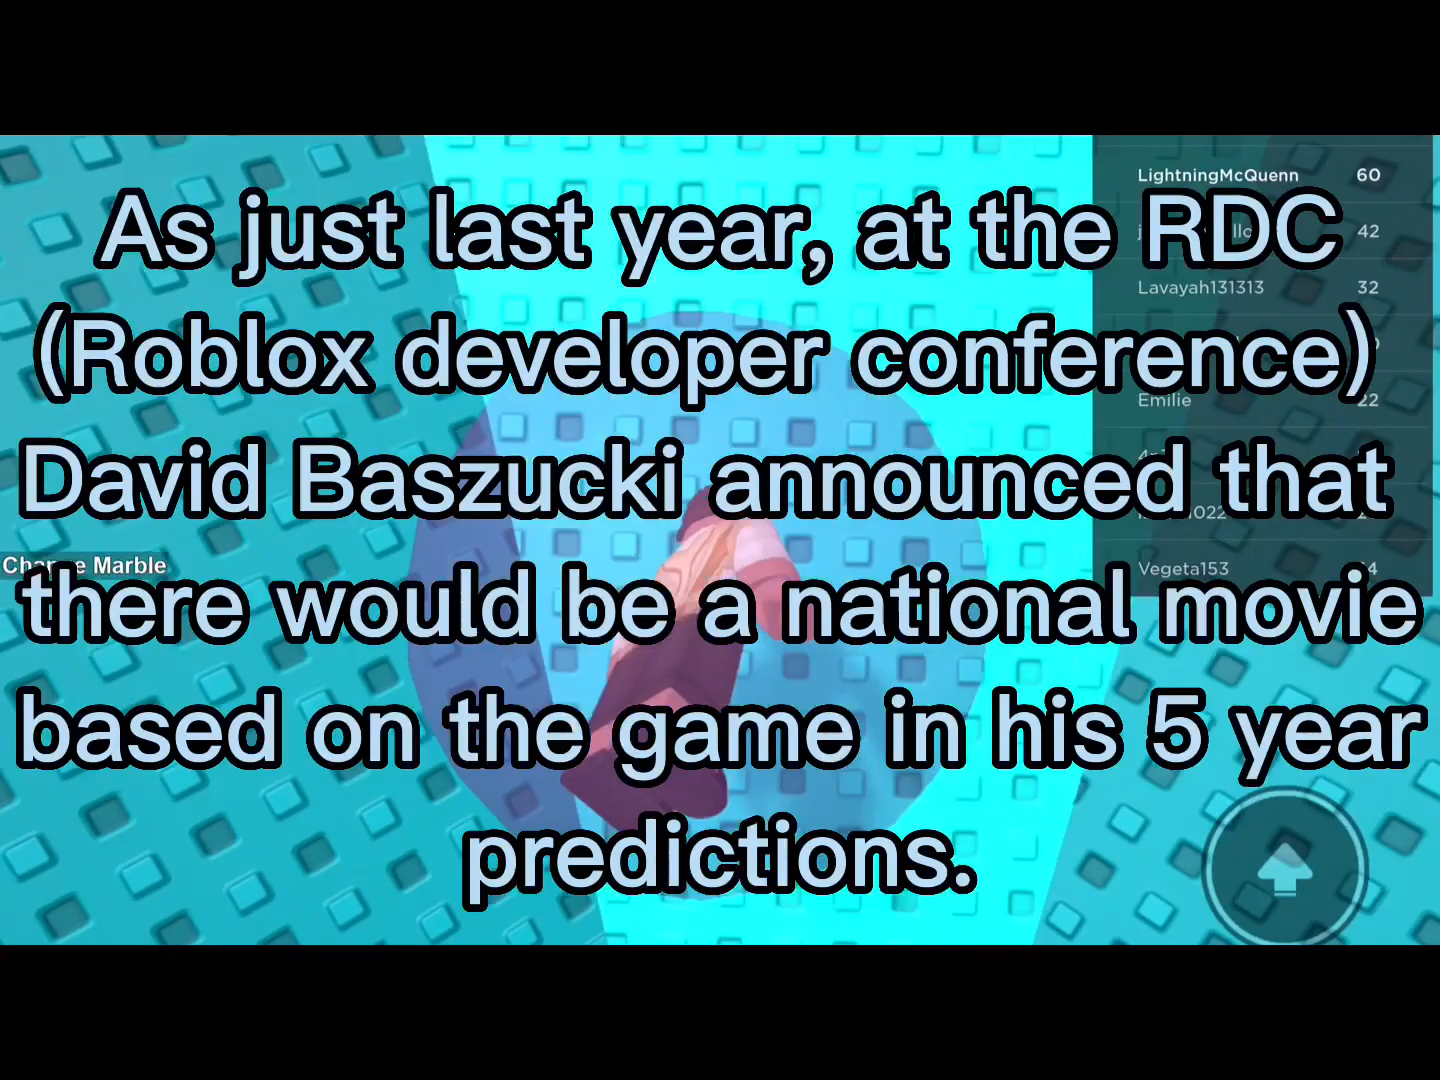 As just last year, at the RDC
(Roblox developer conference)
David Baszucki announced that
there would be a national movie
based on the game in his 5 year
predictions.
LightningMcQuenn 60
42
Lavayah131313 32
Emilie 22
Vegeta153
Change Marble